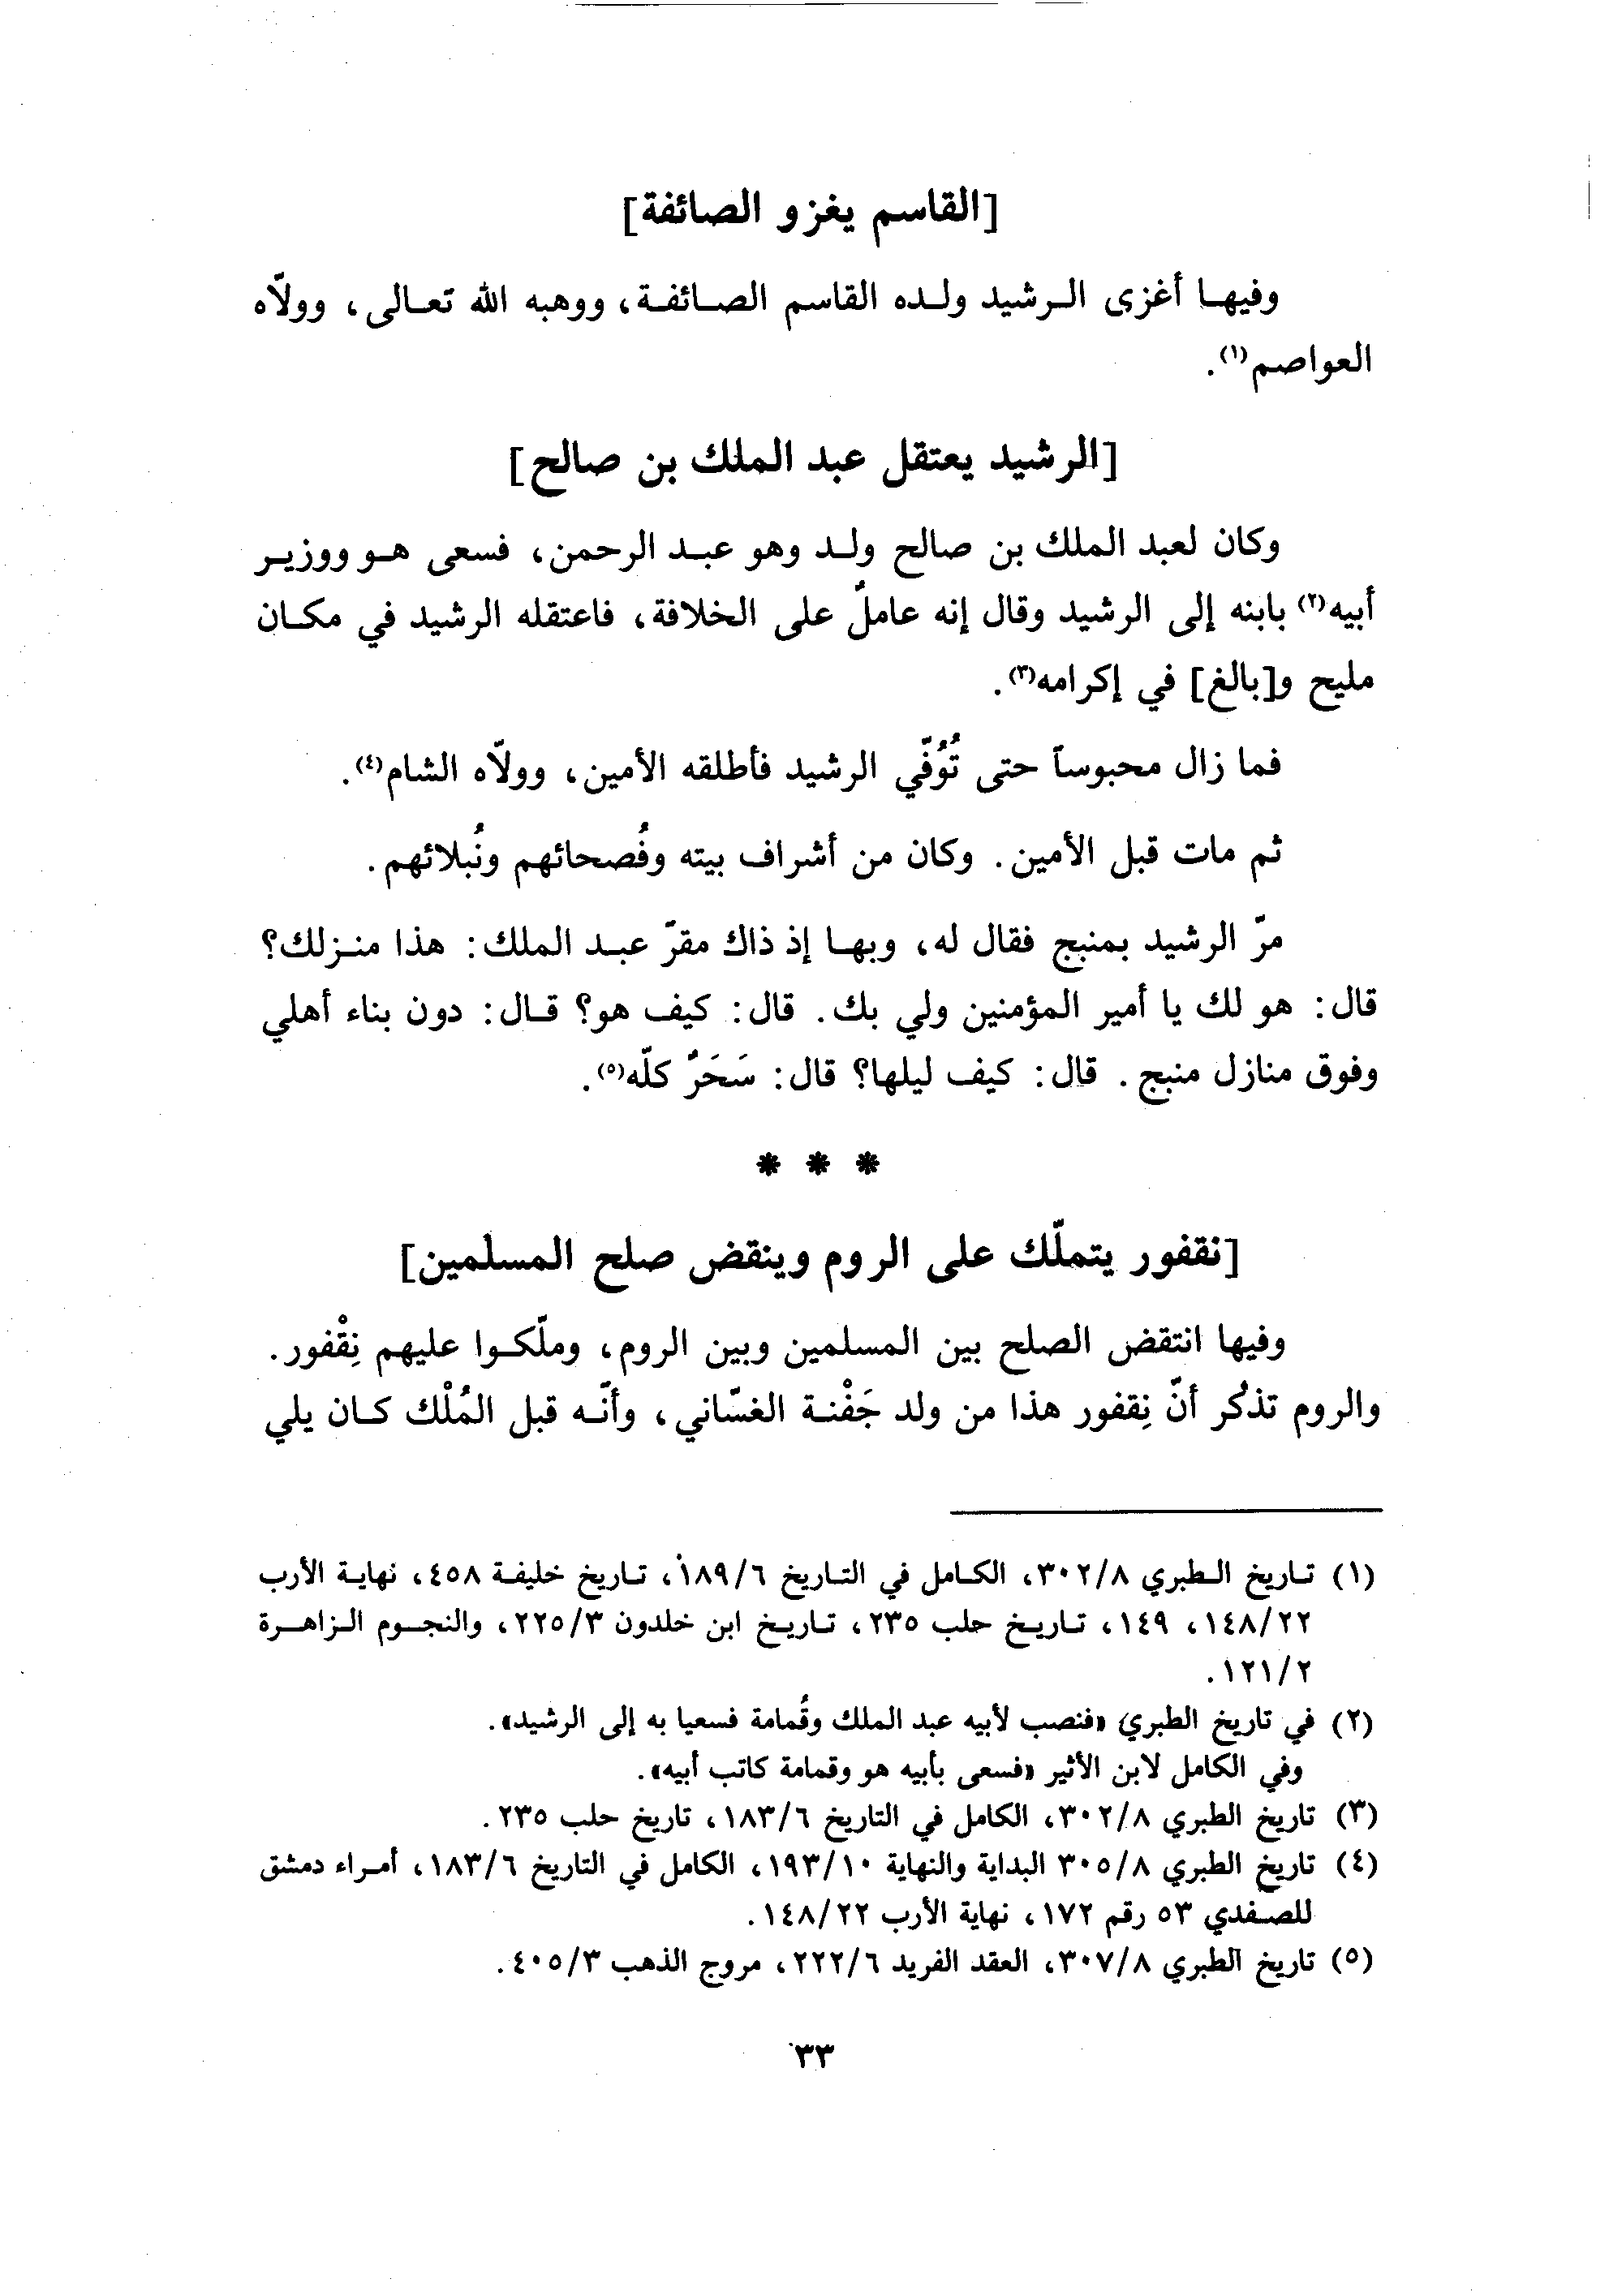 [القاسم يغزو الصائفة]
وفيها أغزى الرشيد ولده القاسم الصائفة، ووهبه الله تعالى، وولّاه
العواصم(١).
[الرشيد يعتقل عبد الملك بن صالح]
وكان لعبد الملك بن صالح ولد وهو عبد الرحمن، فسعى هو ووزير
أبيه(٢) بابنه إلى الرشيد وقال إنه عاملٌ على الخلافة، فاعتقله الرشيد في مكان
مليح و[بالغ] في إكرامه(٣).
فما زال محبوساً حتى تُوُفّي الرشيد فأطلقه الأمين، وولّاه الشام(٤).
ثم مات قبل الأمين. وكان من أشراف بيته وفُصحائهم ونُبلائهم.
مرّ الرشيد بمنبج فقال له، وبها إذ ذاك مقرّ عبد الملك: هذا منزلك؟
قال: هو لك يا أمير المؤمنين ولي بك. قال: كيف هو؟ قال: دون بناء أهلي
وفوق منازل منبج. قال: كيف ليلها؟ قال: سَحَرٌ كلّه(٥).
* * *
[نقفور يتملّك على الروم وينقض صلح المسلمين]
وفيها انتقض الصلح بين المسلمين وبين الروم، وملّكوا عليهم نِقْفور.
والروم تذكُر أنّ نِقفور هذا من ولد جَفْنة الغسّاني، وأنّه قبل المُلْك كان يلي
(١) تاريخ الطبري ٣٠٢/٨، الكامل في التاريخ ١٨٩/٦، تاريخ خليفة ٤٥٨، نهاية الأرب
١٤٨/٢٢، ١٤٩، تاريخ حلب ٢٣٥، تاريخ ابن خلدون ٢٢٥/٣، والنجوم الزاهرة
١٢١/٢.
(٢) في تاريخ الطبري «فنصب لأبيه عبد الملك وقُمامة فسعيا به إلى الرشيد».
وفي الكامل لابن الأثير «فسعى بأبيه هو وقمامة كاتب أبيه».
(٣) تاريخ الطبري ٣٠٢/٨، الكامل في التاريخ ١٨٣/٦، تاريخ حلب ٢٣٥.
(٤) تاريخ الطبري ٣٠٥/٨ البداية والنهاية ١٩٣/١٠، الكامل في التاريخ ١٨٣/٦، أمراء دمشق
للصفدي ٥٣ رقم ١٧٢، نهاية الأرب ١٤٨/٢٢.
(٥) تاريخ الطبري ٣٠٧/٨، العقد الفريد ٢٢٢/٦، مروج الذهب ٤٠٥/٣.
٣٣